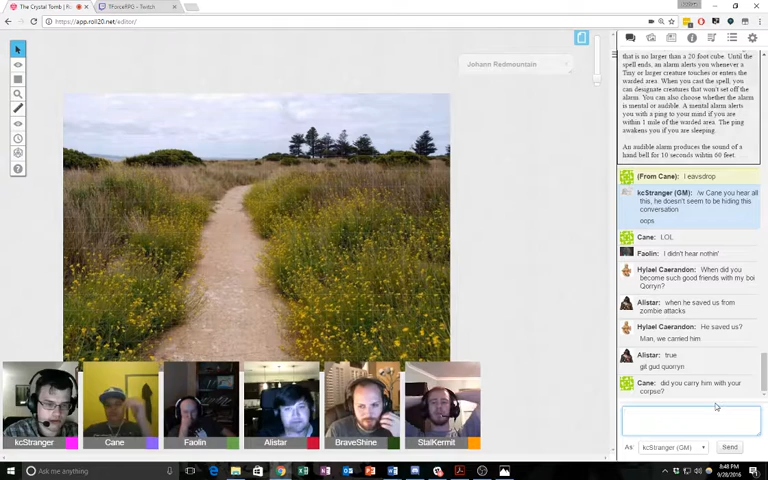 The Crystal Tomb | Ro
TForceRPG - Twitch
https://app.roll20.net/editor/
Johann Redmountain
that is no larger than a 20 foot cube. Until the
spell ends, an alarm alerts you whenever a
Tiny or larger creature touches or enters the
warded area. When you cast the spell, you
can designate creatures that won't set off the
alarm. You can also choose whether the alarm
is mental or audible. A mental alarm alerts
you with a ping to your mind if you are
within 1 mile of the warded area. The ping
awakens you if you are sleeping.
An audible alarm produces the sound of a
hand bell for 10 seconds wihtin 60 feet.
(From Cane): I eavsdrop
kcStranger (GM): /w Cane you hear all
this, he doesn't seem to be hiding this
conversation
oops
Cane: LOL
Faolin: I didn't hear nothin'
Hylael Caerandon: When did you
become such good friends with my boi
Qorryn?
Alistar: when he saved us from
zombie attacks
Hylael Caerandon: He saved us?
Man, we carried him
Alistar: true
git gud quorryn
Cane: did you carry him with your
corpse?
As: kcStranger (GM) Send
kcStranger
Cane
Faolin
Alistar
BraveShine
StalKermit
Ask me anything
8:48 PM
9/28/2016